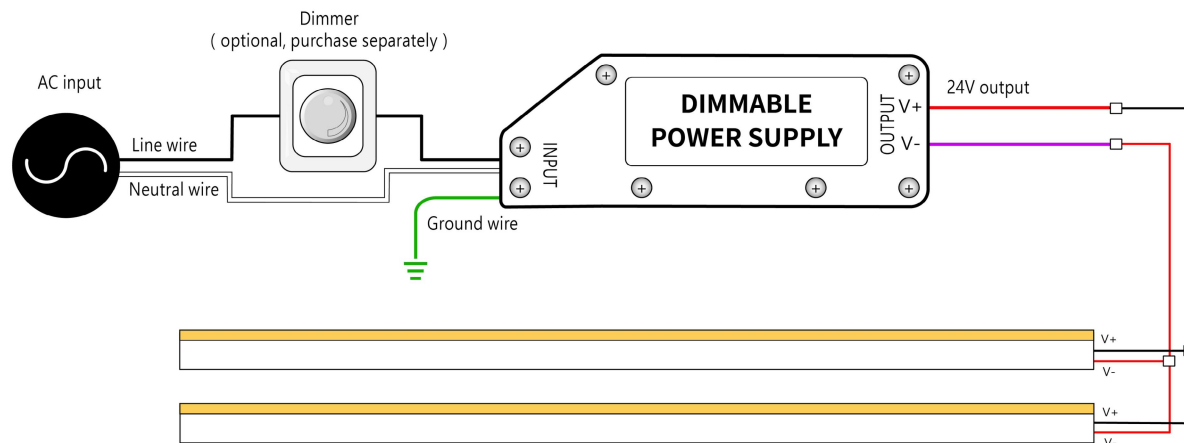 Dimmer
( optional, purchase separately )
AC input
Line wire
Neutral wire
Ground wire
INPUT
DIMMABLE
POWER SUPPLY
OUTPUT
V+
V-
24V output
V+
V-
V+